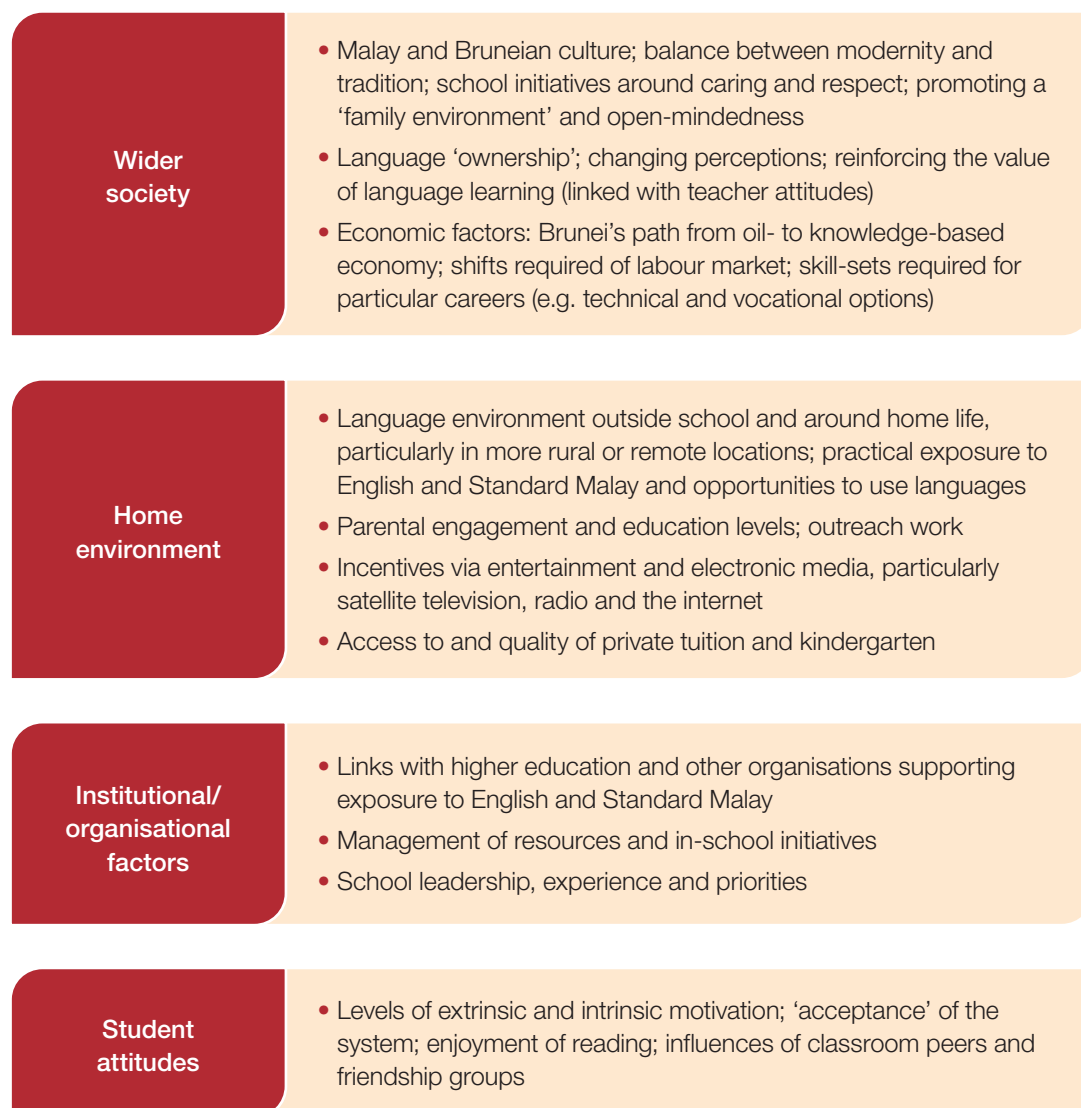 Wider
society
• Malay and Bruneian culture; balance between modernity and
tradition; school initiatives around caring and respect; promoting a
‘family environment’ and open-mindedness
• Language ‘ownership’; changing perceptions; reinforcing the value
of language learning (linked with teacher attitudes)
• Economic factors: Brunei’s path from oil- to knowledge-based
economy; shifts required of labour market; skill-sets required for
particular careers (e.g. technical and vocational options)
Home
environment
• Language environment outside school and around home life,
particularly in more rural or remote locations; practical exposure to
English and Standard Malay and opportunities to use languages
• Parental engagement and education levels; outreach work
• Incentives via entertainment and electronic media, particularly
satellite television, radio and the internet
• Access to and quality of private tuition and kindergarten
Institutional/
organisational
factors
• Links with higher education and other organisations supporting
exposure to English and Standard Malay
• Management of resources and in-school initiatives
• School leadership, experience and priorities
Student
attitudes
• Levels of extrinsic and intrinsic motivation; ‘acceptance’ of the
system; enjoyment of reading; influences of classroom peers and
friendship groups